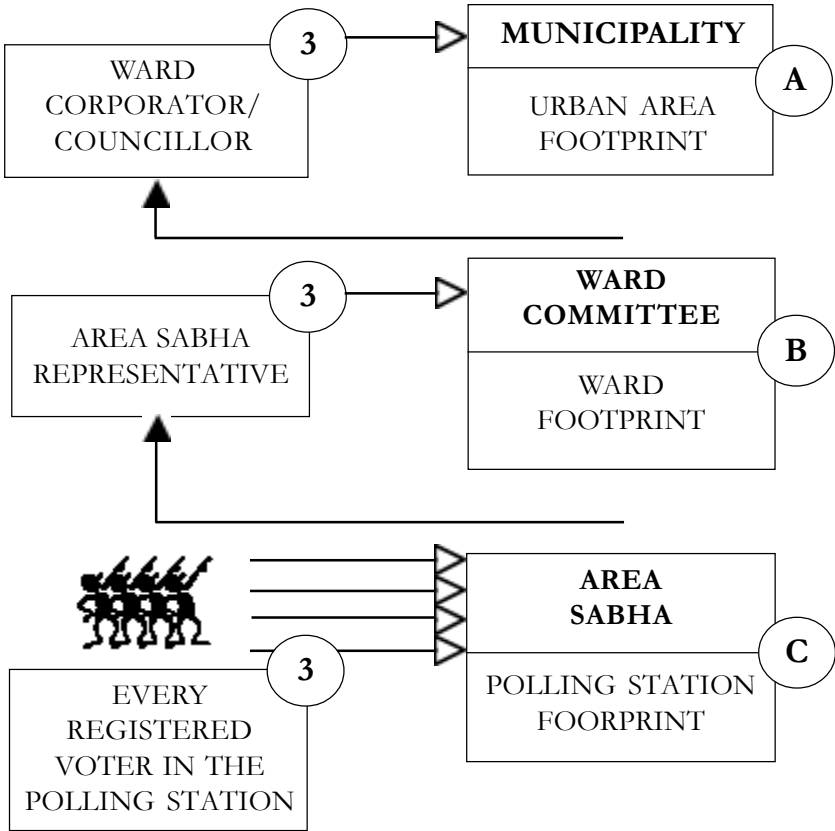 3
WARD
CORPORATOR/
COUNCILLOR
MUNICIPALITY
A
URBAN AREA
FOOTPRINT
3
AREA SABHA
REPRESENTATIVE
WARD
COMMITTEE
B
WARD
FOOTPRINT
3
EVERY
REGISTERED
VOTER IN THE
POLLING STATION
AREA
SABHA
C
POLLING STATION
FOORPRINT